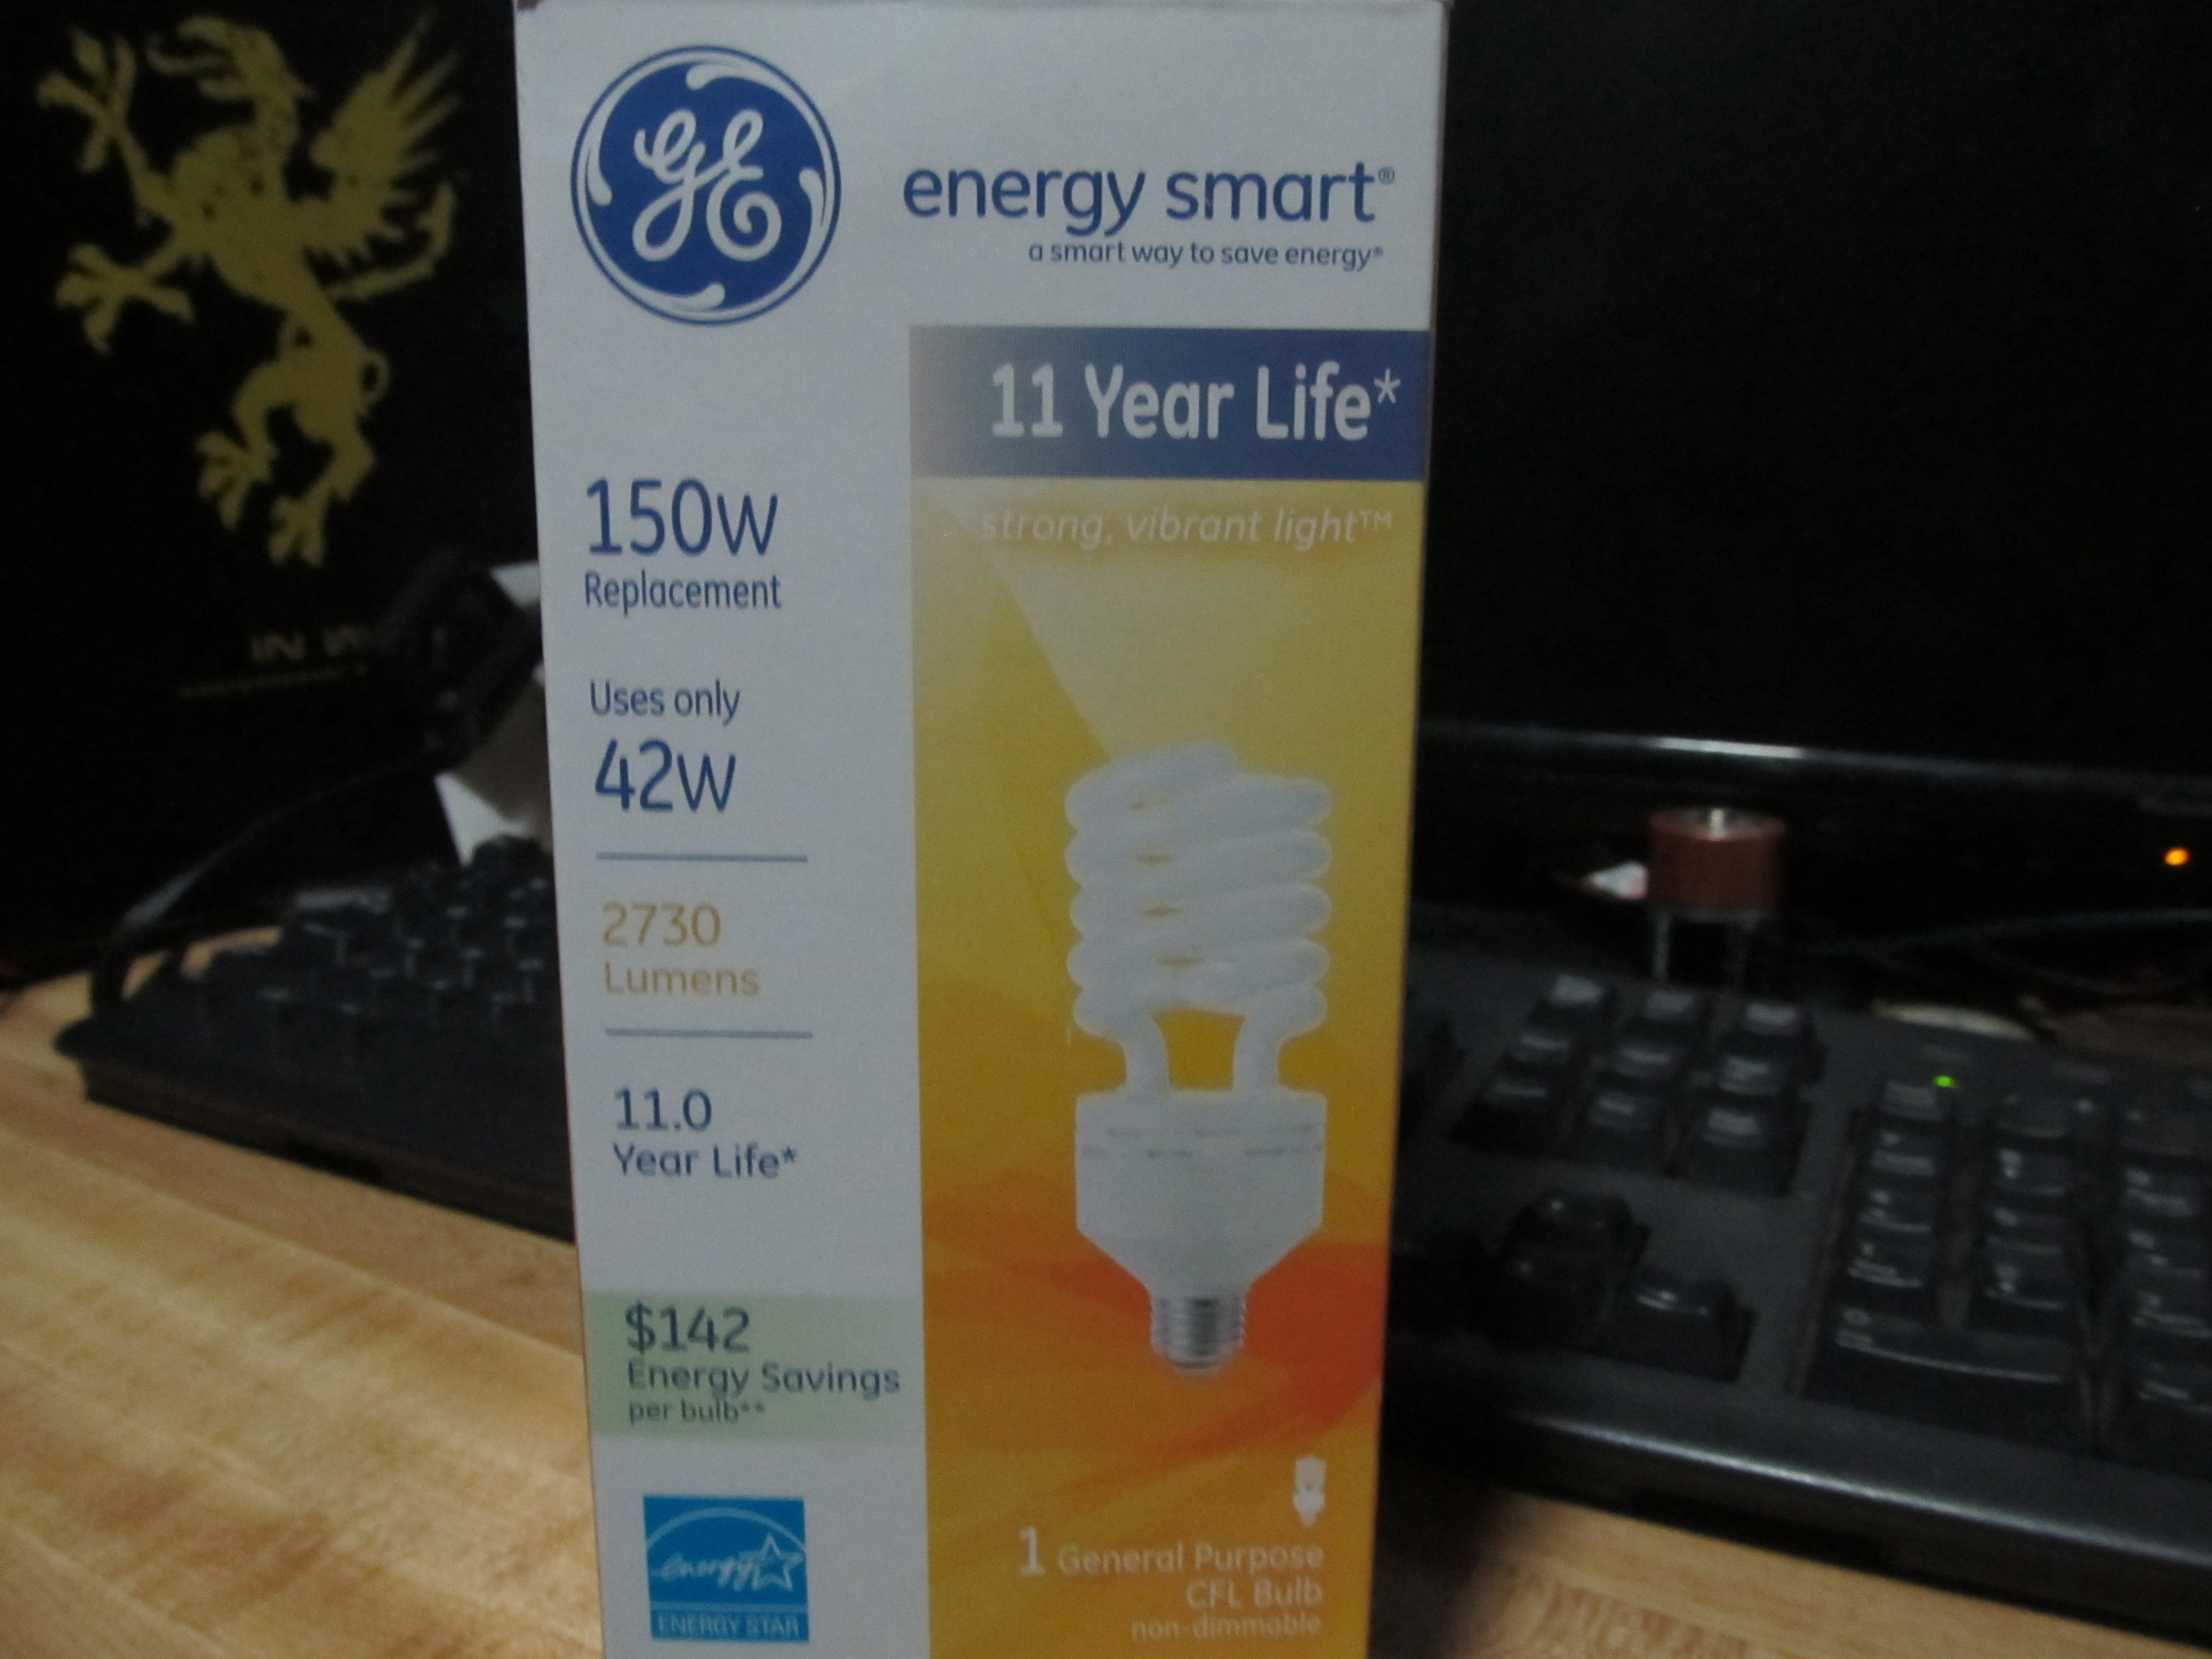 GE
energy smart®
a smart way to save energy®
11 Year Life*
strong, vibrant light™
150W
Replacement
Uses only
42W
2730
Lumens
11.0
Year Life*
$142
Energy Savings
per bulb**
energy
ENERGY STAR
1 General Purpose
CFL Bulb
non-dimmable
IN